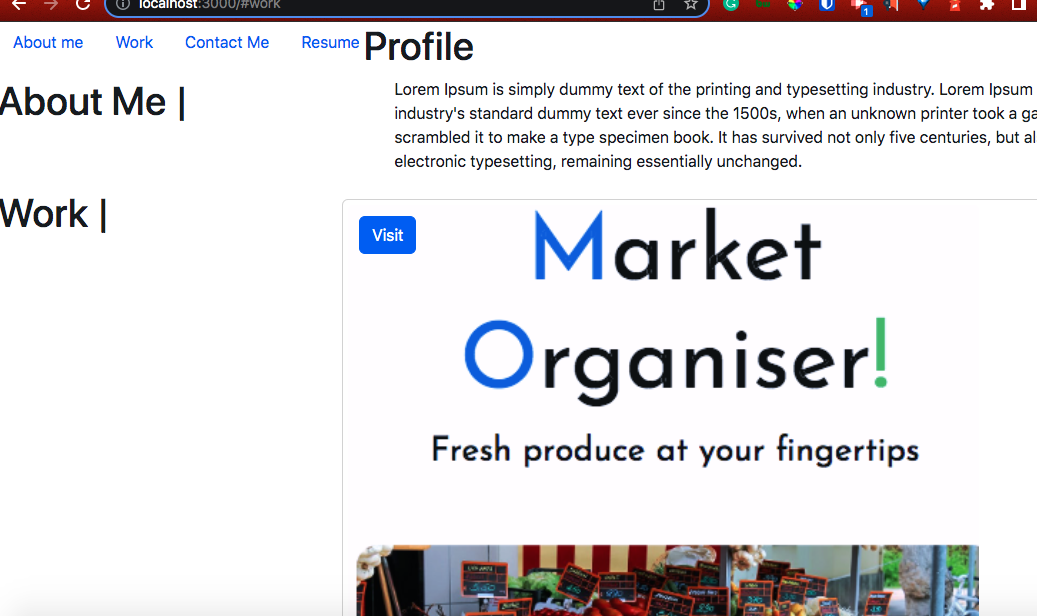 localhost:3000/#work
1
About me Work Contact Me Resume Profile
Lorem Ipsum is simply dummy text of the printing and typesetting industry. Lorem Ipsum
About Me |
industry's standard dummy text ever since the 1500s, when an unknown printer took a ga
scrambled it to make a type specimen book. It has survived not only five centuries, but al
electronic typesetting, remaining essentially unchanged.
Work |
Visit
Market
Organiser!
Fresh produce at your fingertips